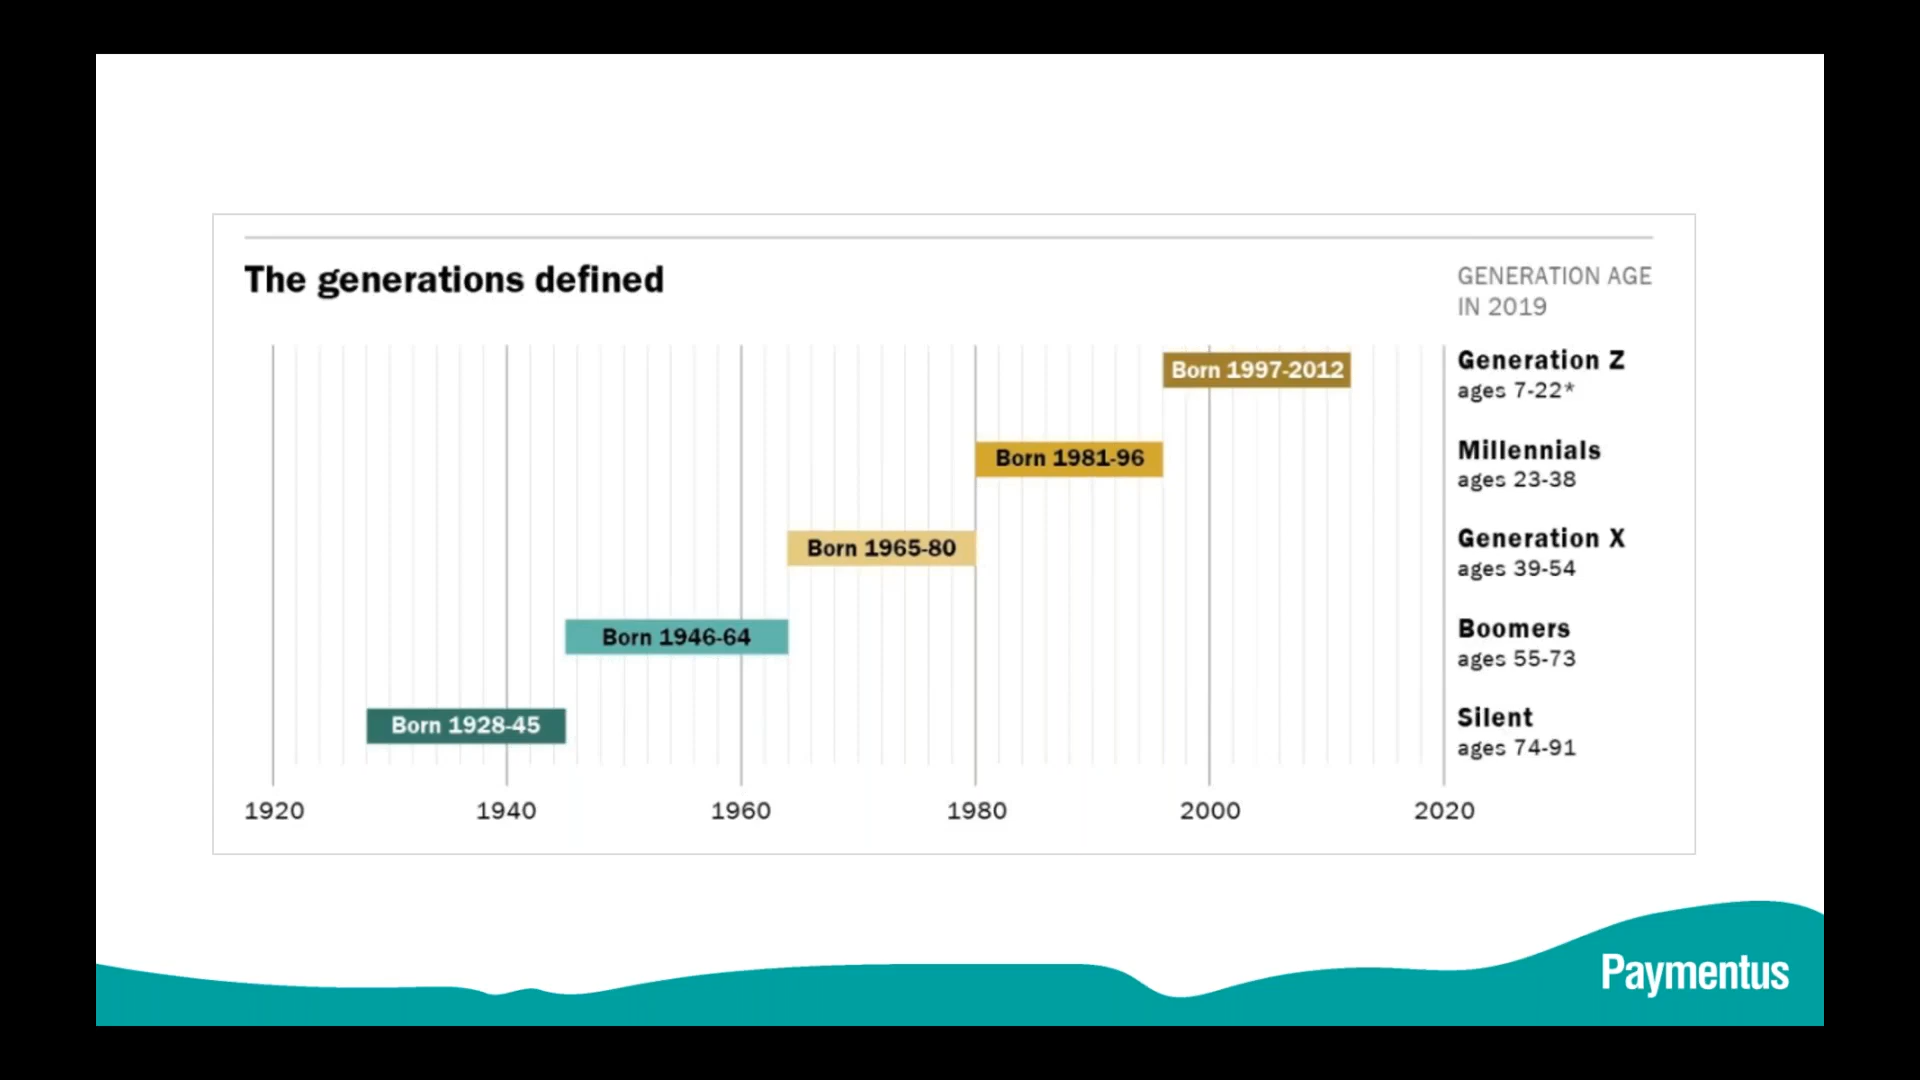 The generations defined
GENERATION AGE
IN 2019
Born 1997-2012
Generation Z
ages 7-22*
Born 1981-96
Millennials
ages 23-38
Born 1965-80
Generation X
ages 39-54
Born 1946-64
Boomers
ages 55-73
Born 1928-45
Silent
ages 74-91
1920 1940 1960 1980 2000 2020
Paymentus